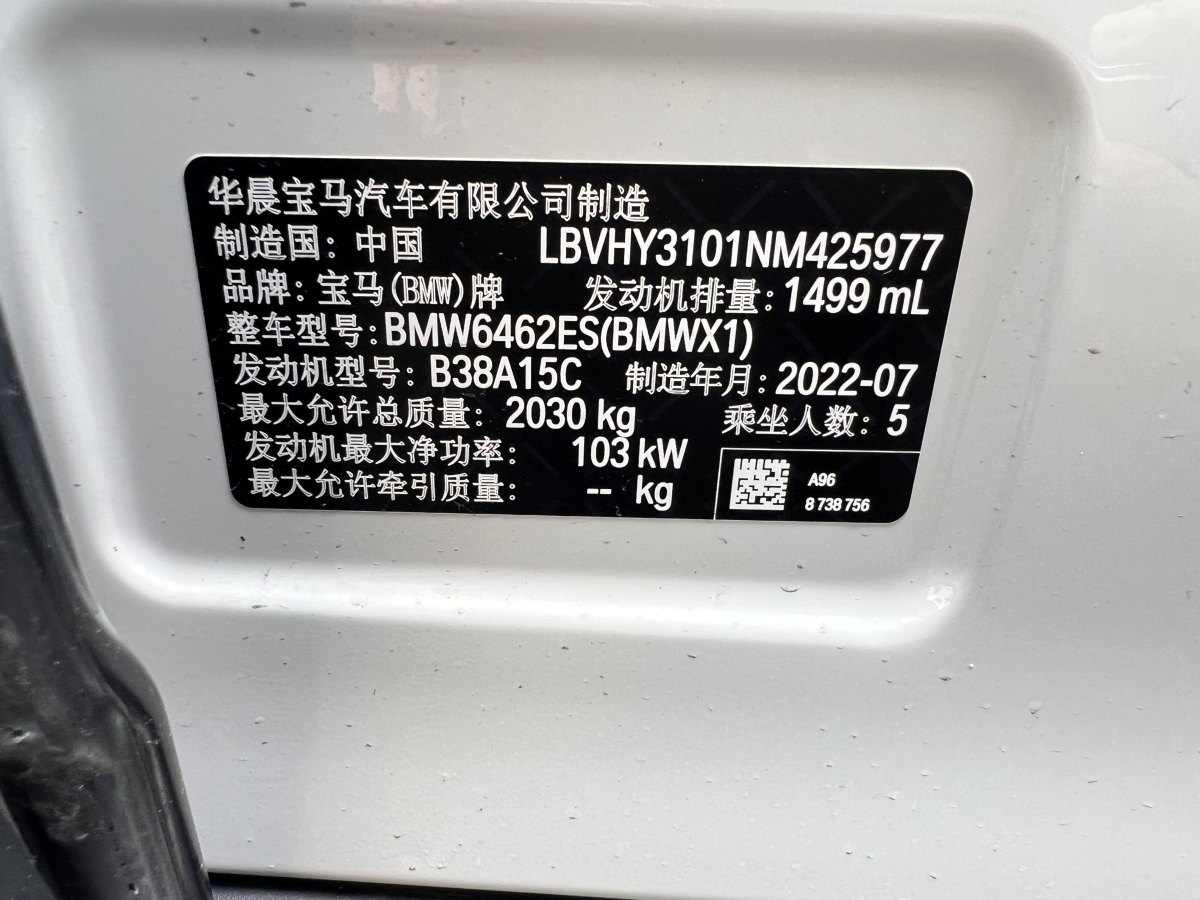 华晨宝马汽车有限公司制造
制造国：中国 LBVHY3101NM425977
品牌：宝马(BMW)牌 发动机排量：1499 mL
整车型号：BMW6462ES(BMWX1)
发动机型号：B38A15C 制造年月：2022-07
最大允许总质量：2030 kg 乘坐人数：5
发动机最大净功率：103 kW
最大允许牵引质量：-- kg
A96
8 738 756